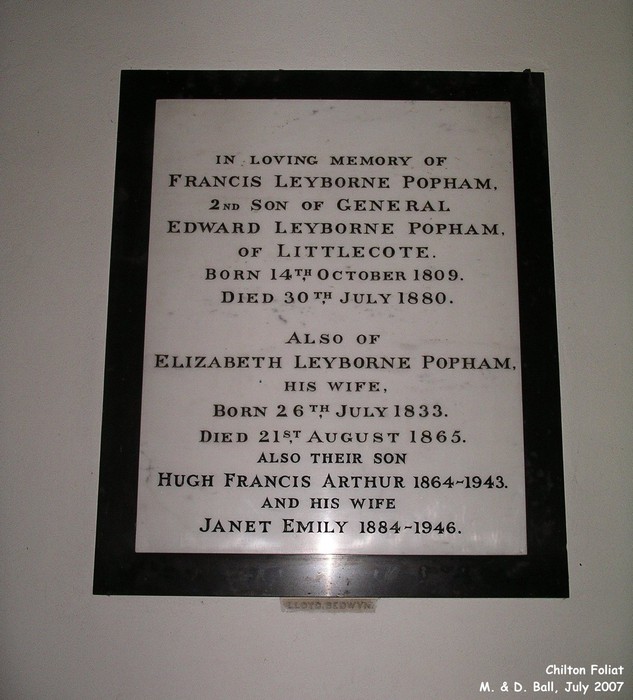 IN LOVING MEMORY OF
FRANCIS LEYBORNE POPHAM,
2ND SON OF GENERAL
EDWARD LEYBORNE POPHAM,
OF LITTLECOTE.
BORN 14TH, OCTOBER 1809.
DIED 30TH, JULY 1880.
ALSO OF
ELIZABETH LEYBORNE POPHAM,
HIS WIFE,
BORN 26TH, JULY 1833.
DIED 21ST, AUGUST 1865.
ALSO THEIR SON
HUGH FRANCIS ARTHUR 1864~1943.
AND HIS WIFE
JANET EMILY 1884~1946.
Chilton Foliat
M. & D. Ball, July 2007